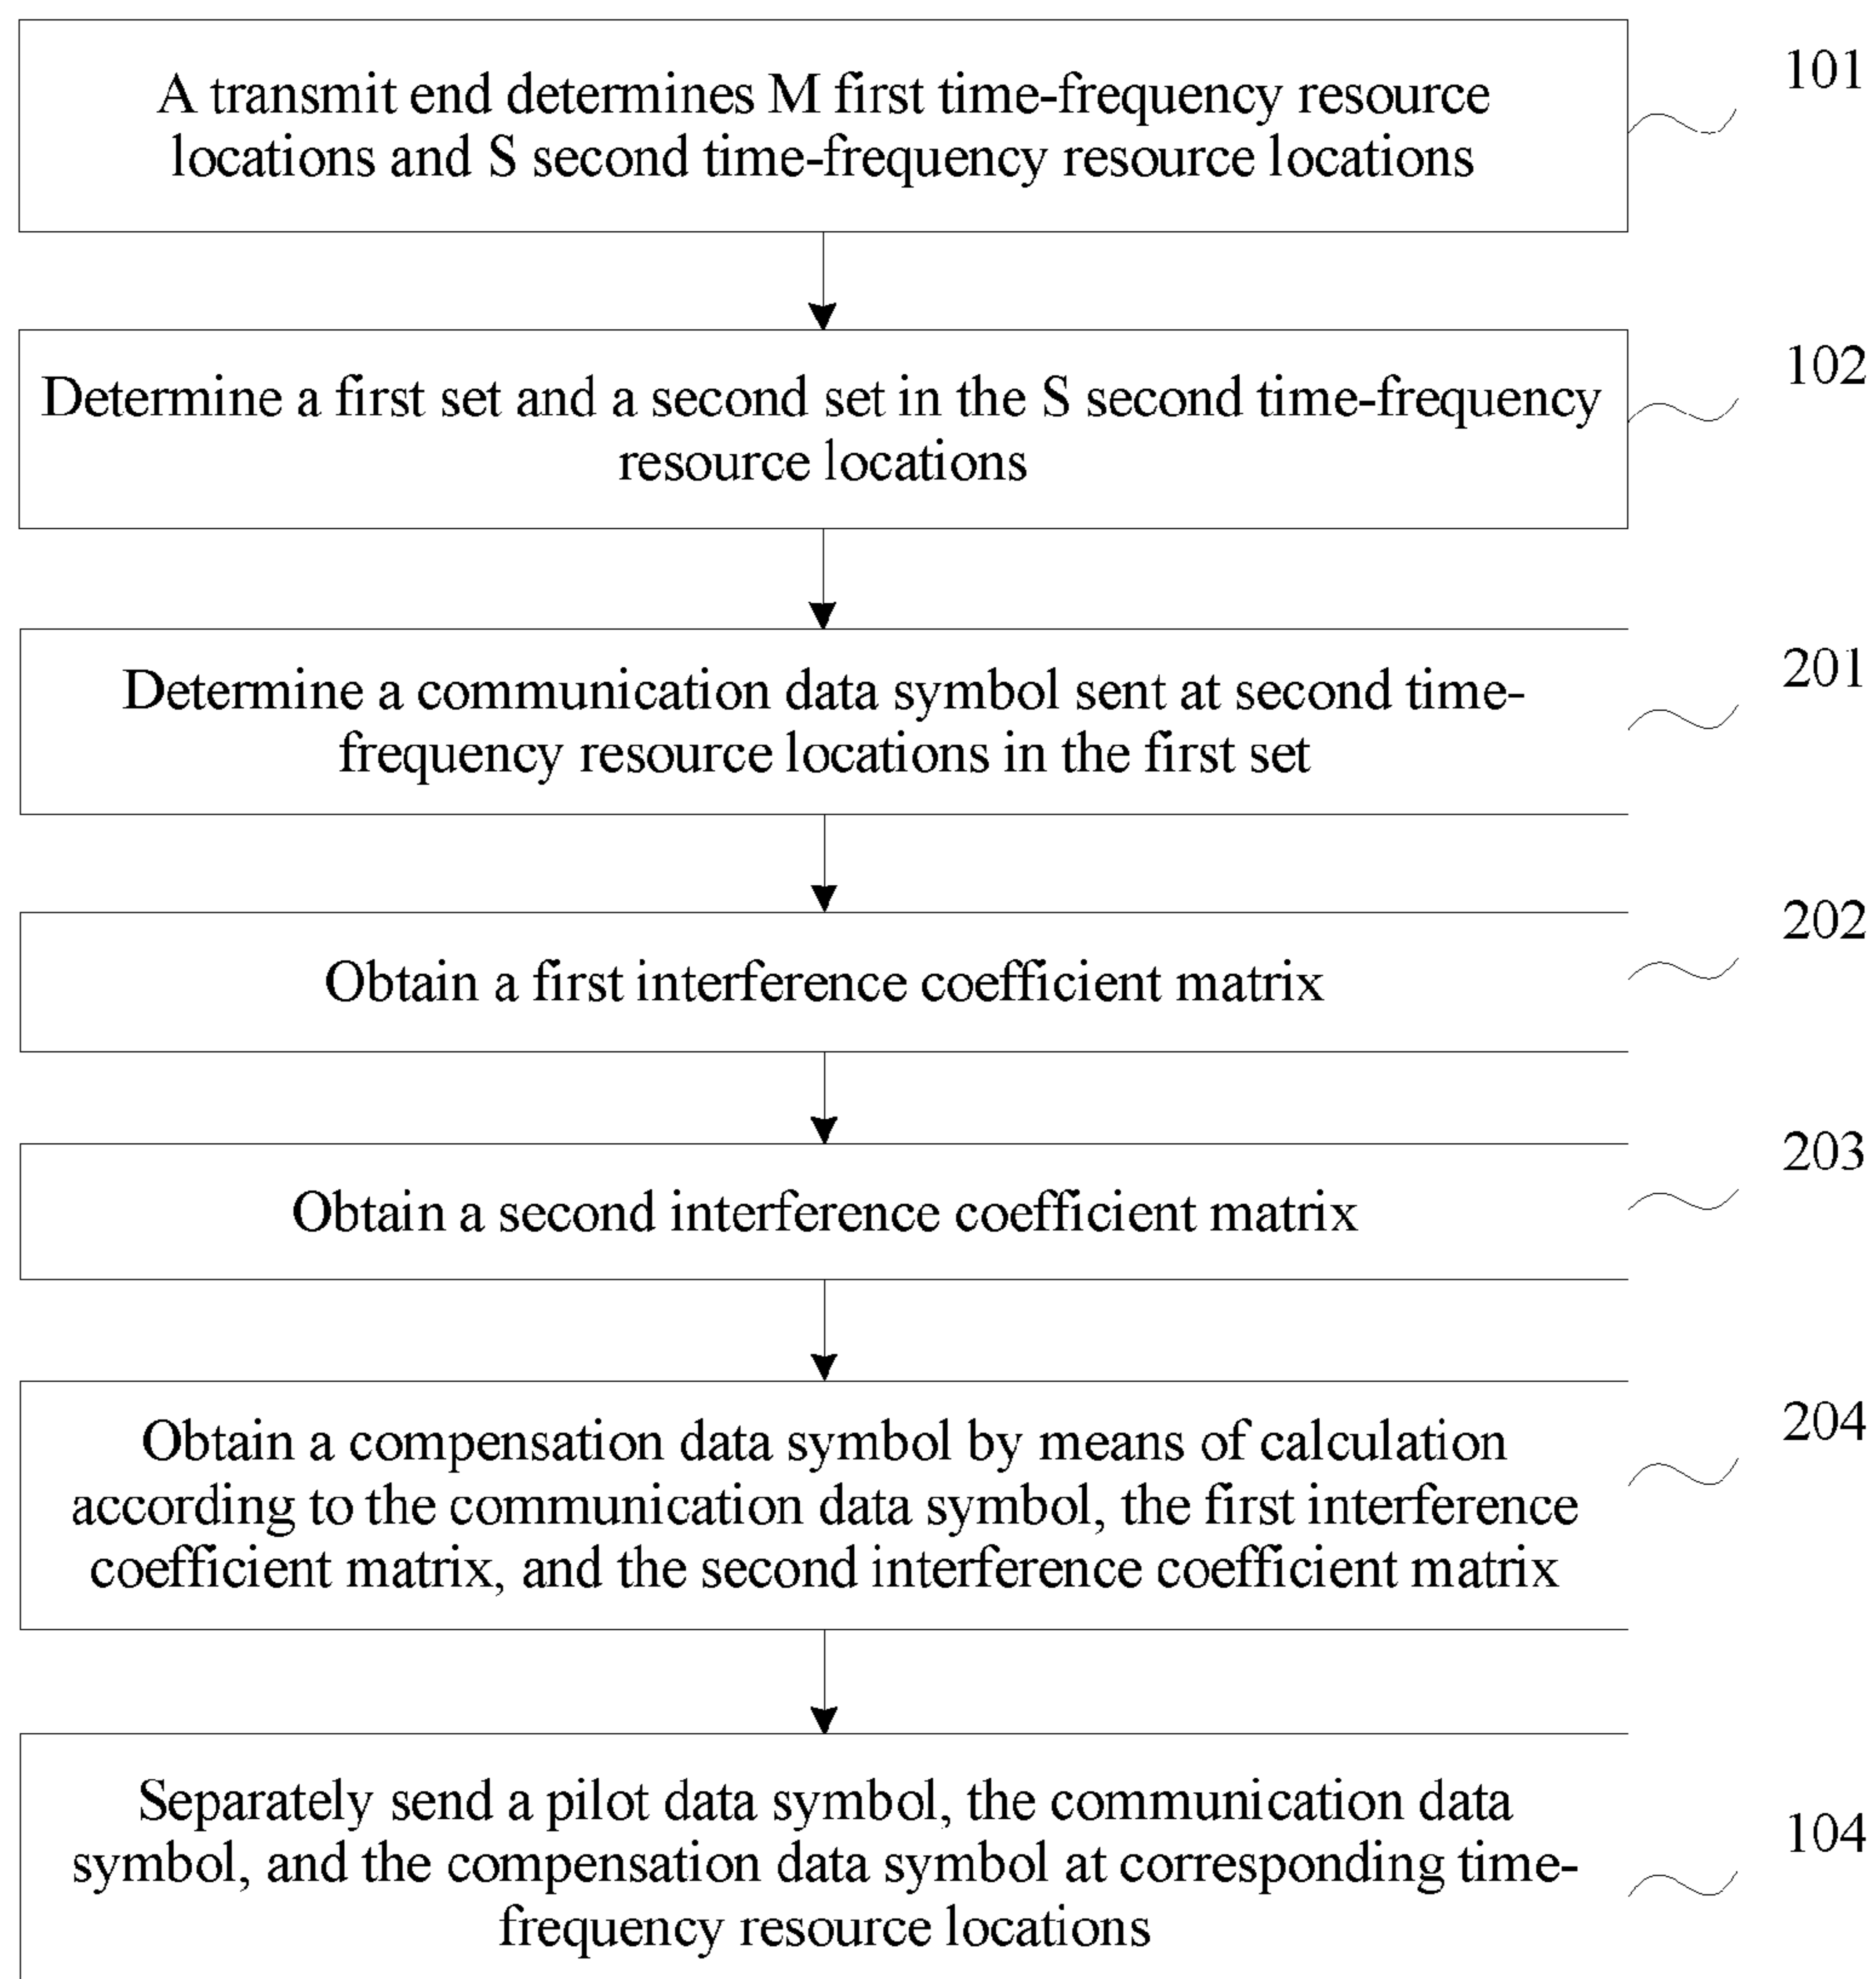 A transmit end determines M first time-frequency resource
locations and S second time-frequency resource locations
101
Determine a first set and a second set in the S second time-frequency
resource locations
102
Determine a communication data symbol sent at second time-
frequency resource locations in the first set
201
Obtain a first interference coefficient matrix
202
Obtain a second interference coefficient matrix
203
Obtain a compensation data symbol by means of calculation
according to the communication data symbol, the first interference
coefficient matrix, and the second interference coefficient matrix
204
Separately send a pilot data symbol, the communication data
symbol, and the compensation data symbol at corresponding time-
frequency resource locations
104